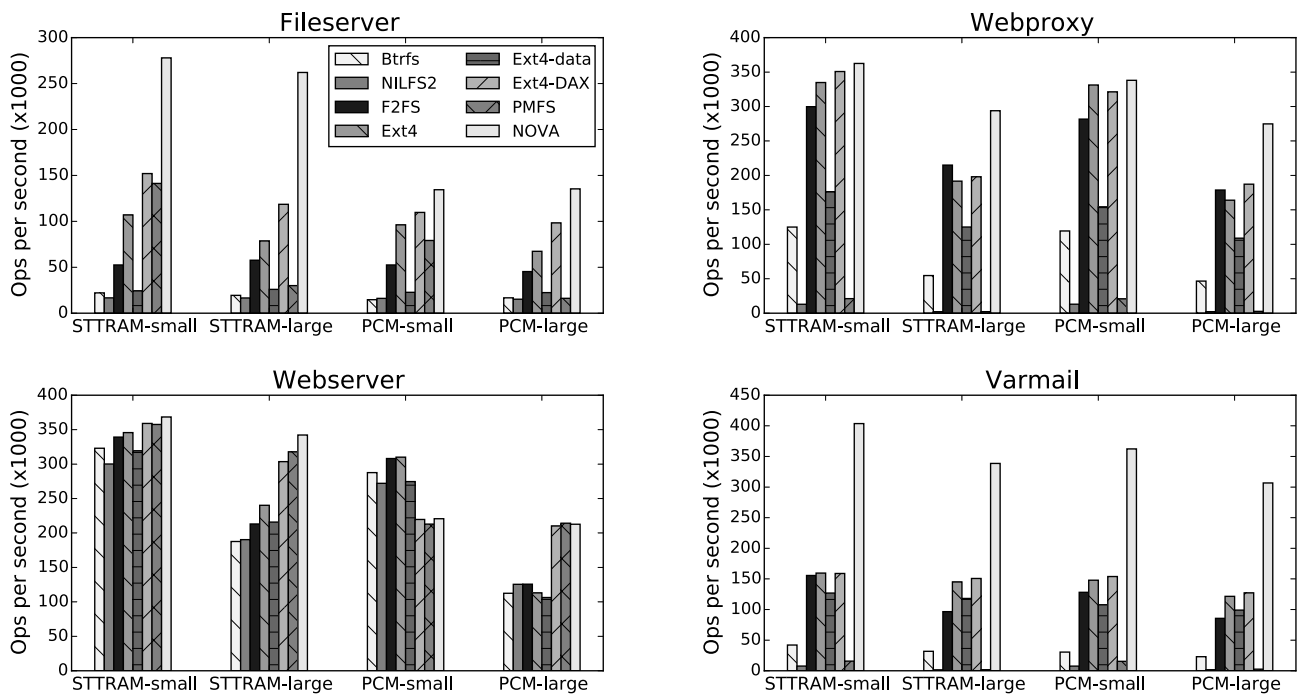 Fileserver
Ops per second (x1000)
300
250
200
150
100
50
0
Btrfs
NILFS2
F2FS
Ext4
Ext4-data
Ext4-DAX
PMFS
NOVA
STTRAM-small STTRAM-large PCM-small PCM-large
Webproxy
Ops per second (x1000)
400
350
300
250
200
150
100
50
0
STTRAM-small STTRAM-large PCM-small PCM-large
Webserver
Ops per second (x1000)
400
350
300
250
200
150
100
50
0
STTRAM-small STTRAM-large PCM-small PCM-large
Varmail
Ops per second (x1000)
450
400
350
300
250
200
150
100
50
0
STTRAM-small STTRAM-large PCM-small PCM-large